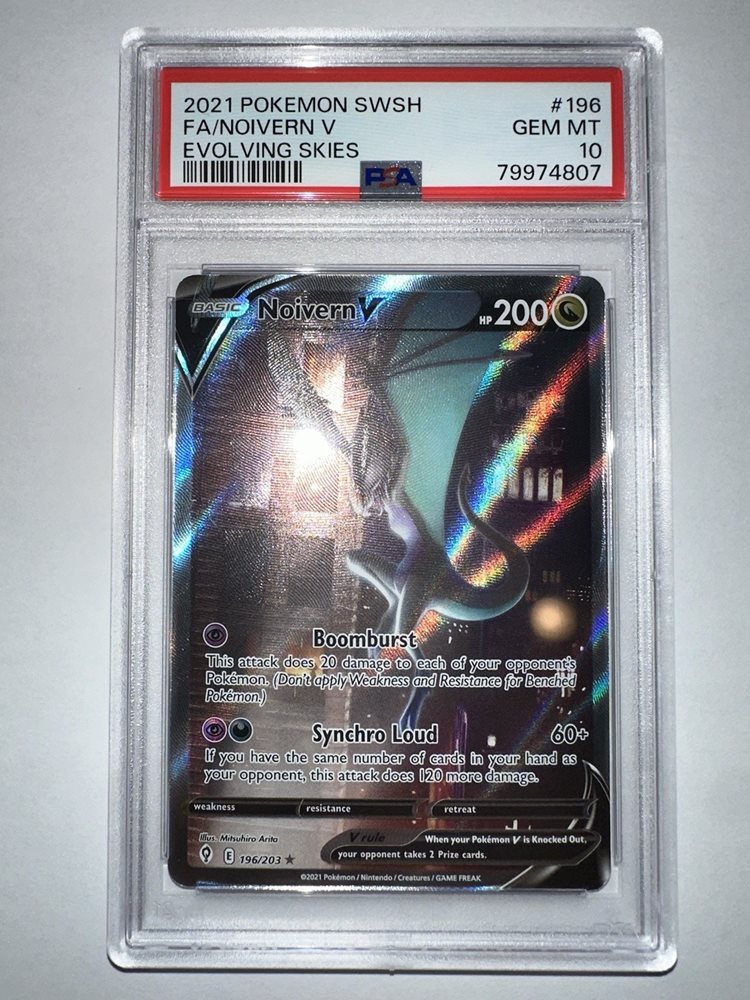 2021 POKEMON SWSH #196
FA/NOIVERN V GEM MT
EVOLVING SKIES 10
PSA 79974807
BASIC Noivern V HP 200
Boomburst
This attack does 20 damage to each of your opponent's
Pokémon. (Don't apply Weakness and Resistance for Benched
Pokémon.)
Synchro Loud 60+
If you have the same number of cards in your hand as
your opponent, this attack does 120 more damage.
weakness resistance retreat
Illus. Mitsuhiro Arita
V rule When your Pokémon V is Knocked Out,
your opponent takes 2 Prize cards.
E 196/203 ★
©2021 Pokémon / Nintendo / Creatures / GAME FREAK